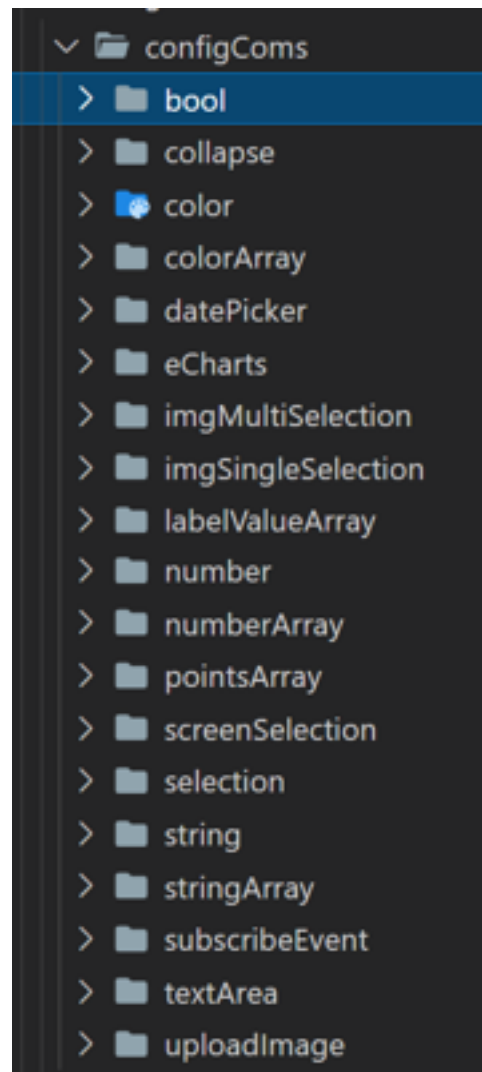 configComs
bool
collapse
color
colorArray
datePicker
eCharts
imgMultiSelection
imgSingleSelection
labelValueArray
number
numberArray
pointsArray
screenSelection
selection
string
stringArray
subscribeEvent
textArea
uploadImage